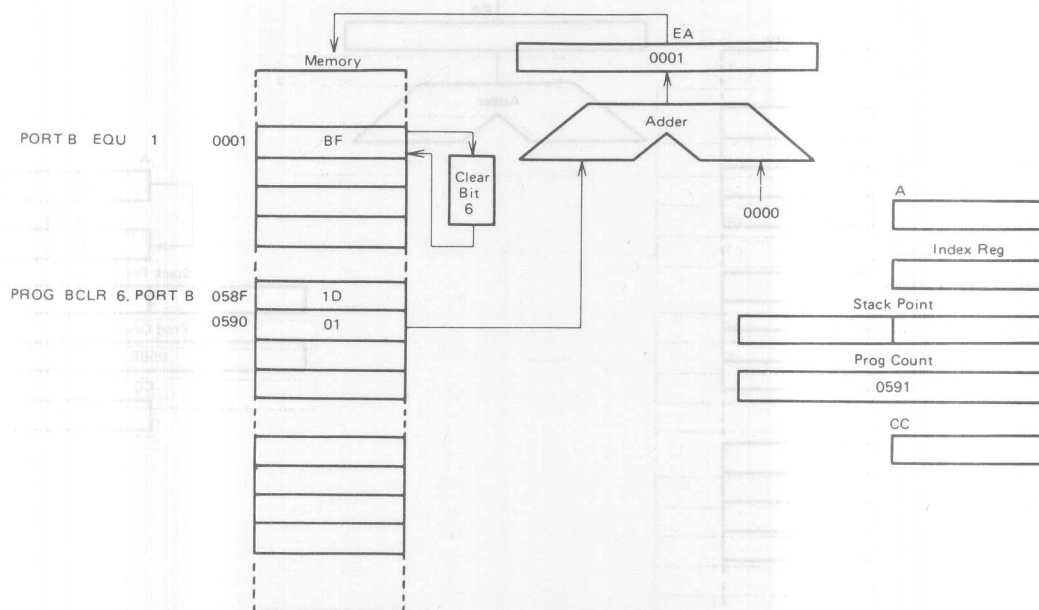 EA
0001
Memory
Adder
PORT B EQU 1 0001 BF
Clear
Bit
6
0000
A
Index Reg
PROG BCLR 6. PORT B 058F 1D
0590 01
Stack Point
Prog Count
0591
CC